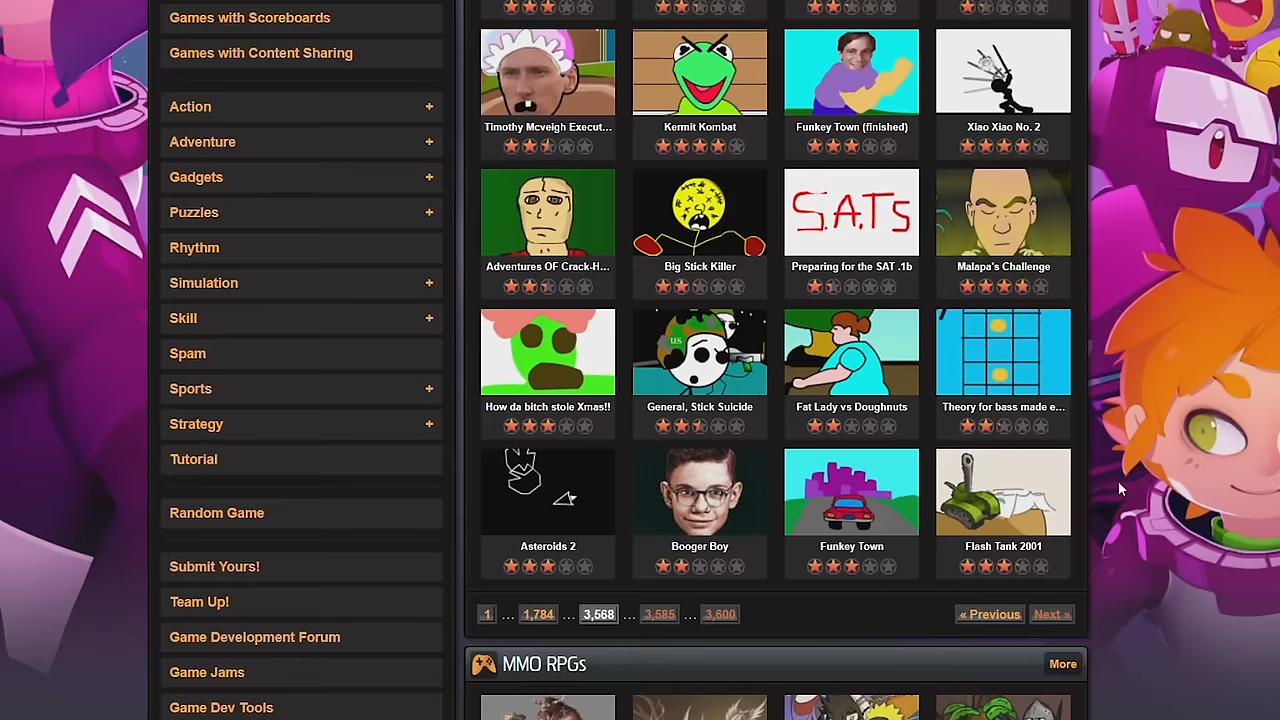 Games with Scoreboards
Games with Content Sharing
Action +
Adventure +
Gadgets +
Puzzles +
Rhythm
Simulation +
Skill +
Spam
Sports +
Strategy +
Tutorial
Random Game
Submit Yours!
Team Up!
Game Development Forum
Game Jams
Game Dev Tools
Timothy Mcveigh Execut...
Kermit Kombat
Funkey Town (finished)
Xiao Xiao No. 2
S.A.T.s
Adventures OF Crack-H...
Big Stick Killer
Preparing for the SAT .1b
Malapa's Challenge
us
How da bitch stole Xmas!!
General, Stick Suicide
Fat Lady vs Doughnuts
Theory for bass made e...
Asteroids 2
Booger Boy
Funkey Town
Flash Tank 2001
1 ... 1,784 ... 3,568 ... 3,585 ... 3,600 « Previous Next »
MMO RPGs More